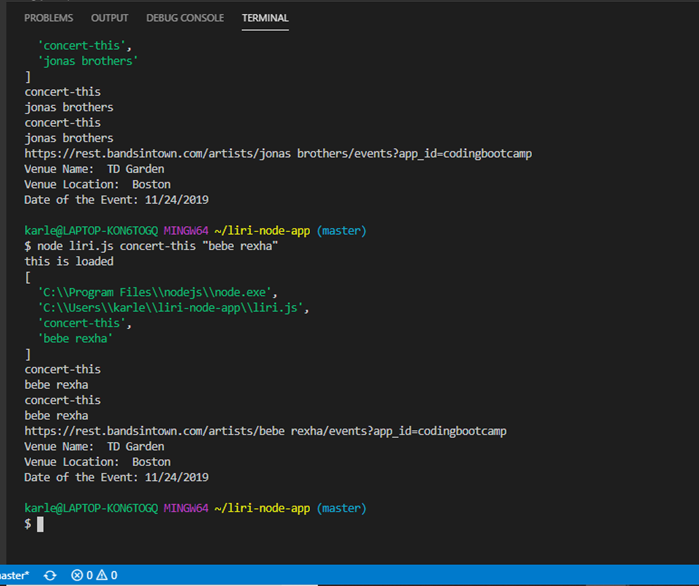 PROBLEMS OUTPUT DEBUG CONSOLE TERMINAL
'concert-this',
'jonas brothers'
]
concert-this
jonas brothers
concert-this
jonas brothers
https://rest.bandsintown.com/artists/jonas brothers/events?app_id=codingbootcamp
Venue Name:  TD Garden
Venue Location:  Boston
Date of the Event: 11/24/2019
karle@LAPTOP-KON6TOGQ MINGW64 ~/liri-node-app (master)
$ node liri.js concert-this "bebe rexha"
this is loaded
[
'C:\\Program Files\\nodejs\\node.exe',
'C:\\Users\\karle\\liri-node-app\\liri.js',
'concert-this',
'bebe rexha'
]
concert-this
bebe rexha
concert-this
bebe rexha
https://rest.bandsintown.com/artists/bebe rexha/events?app_id=codingbootcamp
Venue Name:  TD Garden
Venue Location:  Boston
Date of the Event: 11/24/2019
karle@LAPTOP-KON6TOGQ MINGW64 ~/liri-node-app (master)
$
aster* 0 0